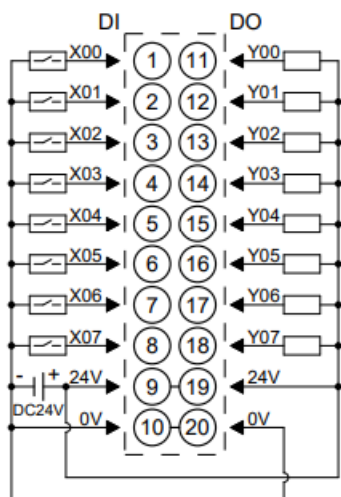 DI DO
X00 1 11 Y00
X01 2 12 Y01
X02 3 13 Y02
X03 4 14 Y03
X04 5 15 Y04
X05 6 16 Y05
X06 7 17 Y06
X07 8 18 Y07
- + 24V 9 19 24V
DC24V
0V 10 20 0V